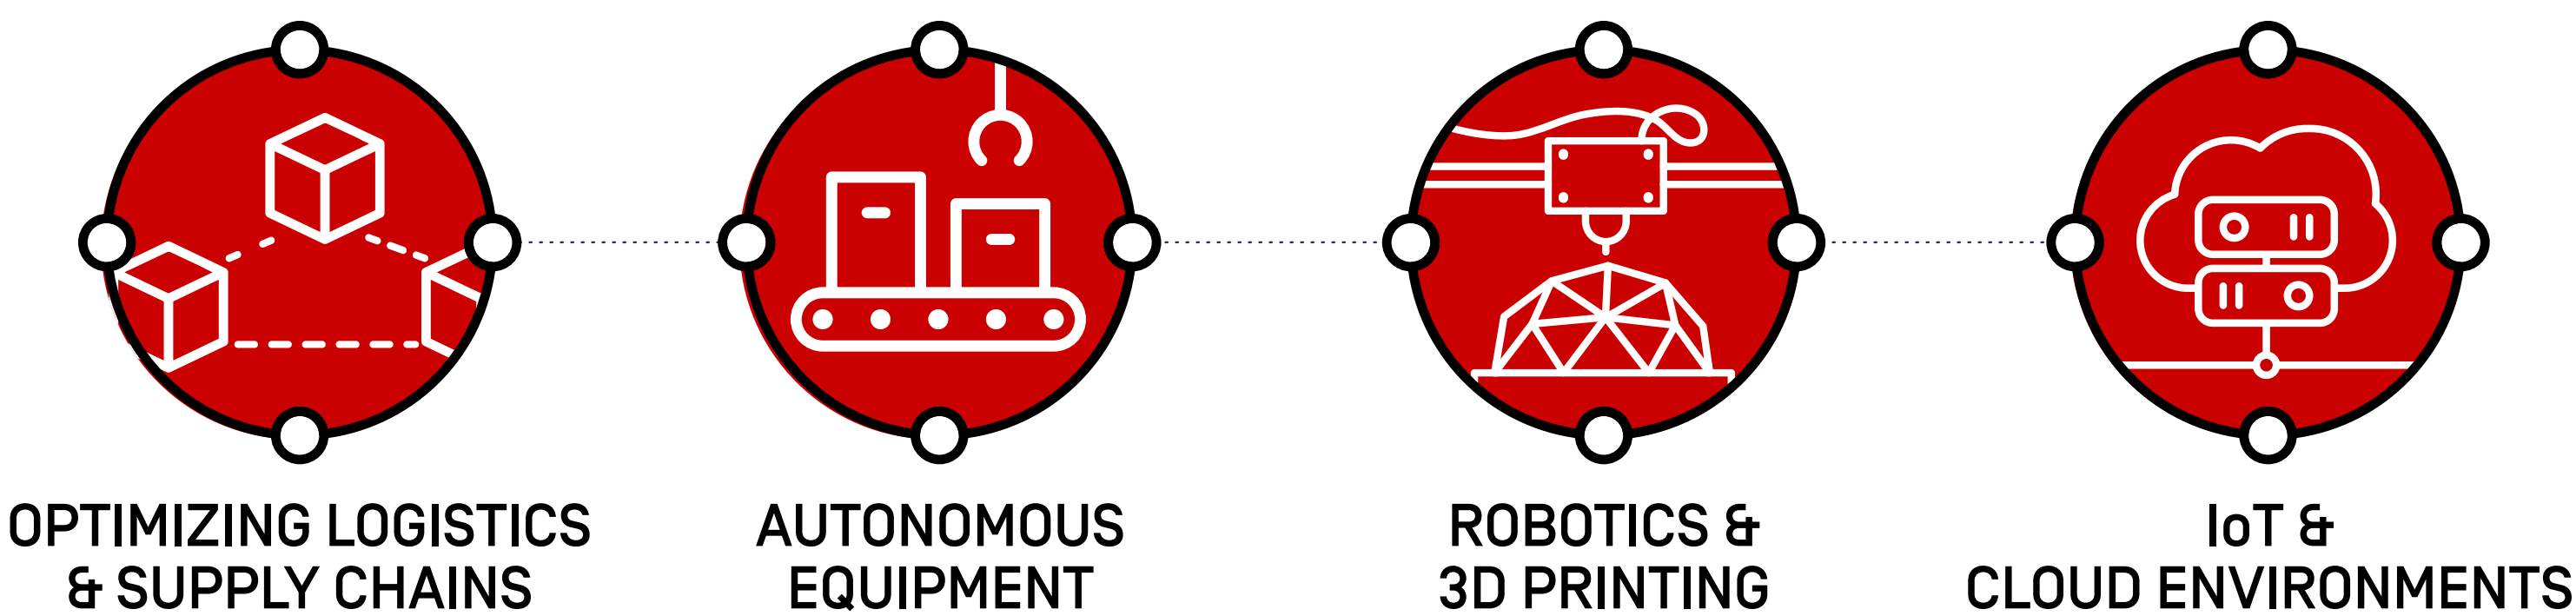 OPTIMIZING LOGISTICS
& SUPPLY CHAINS
AUTONOMOUS
EQUIPMENT
ROBOTICS &
3D PRINTING
IoT &
CLOUD ENVIRONMENTS